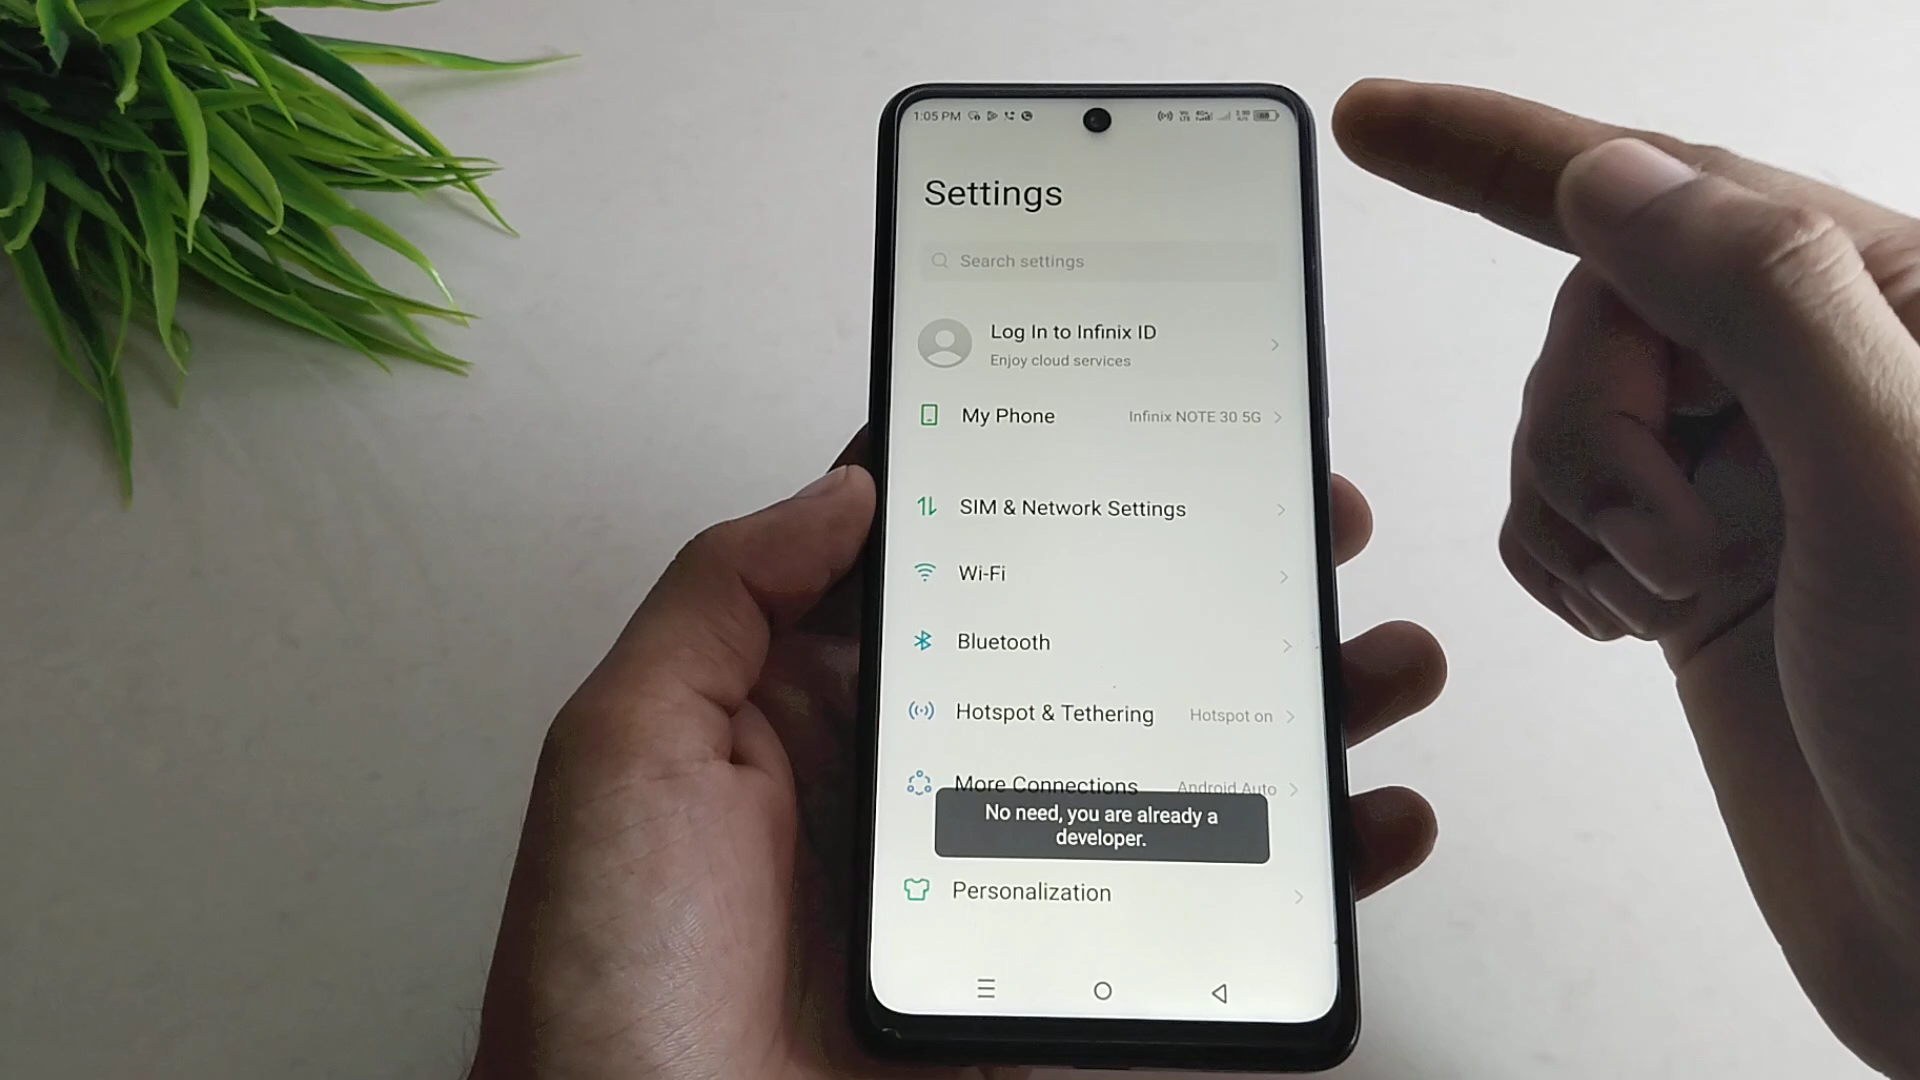 1:05 PM
Settings
Search settings
Log In to Infinix ID
Enjoy cloud services
My Phone Infinix NOTE 30 5G
SIM & Network Settings
Wi-Fi
Bluetooth
Hotspot & Tethering Hotspot on
More Connections Android Auto
No need, you are already a
developer.
Personalization